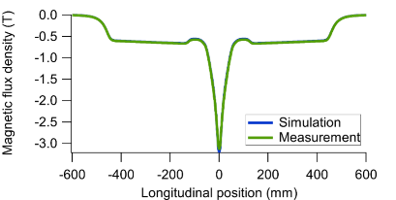 Magnetic flux density (T)
0.0
-0.5
-1.0
-1.5
-2.0
-2.5
-3.0
Simulation
Measurement
-600 -400 -200 0 200 400 600
Longitudinal position (mm)